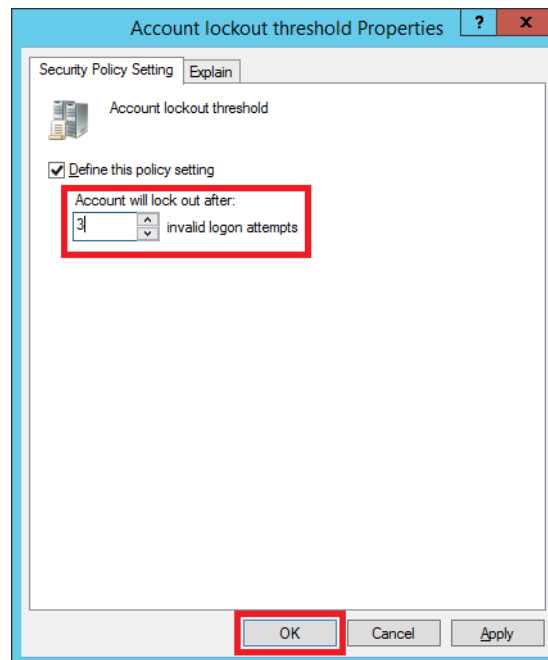 Account lockout threshold Properties ? x
Security Policy Setting Explain
Account lockout threshold
Define this policy setting
Account will lock out after:
3 invalid logon attempts
OK Cancel Apply